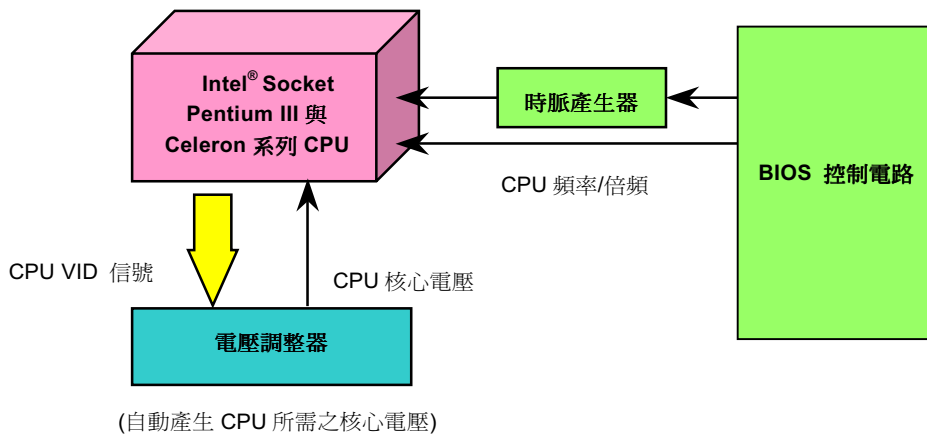 Intel® Socket
Pentium III 與
Celeron 系列 CPU
時脈產生器
BIOS 控制電路
CPU 頻率/倍頻
CPU VID 信號
CPU 核心電壓
電壓調整器
(自動產生 CPU 所需之核心電壓)